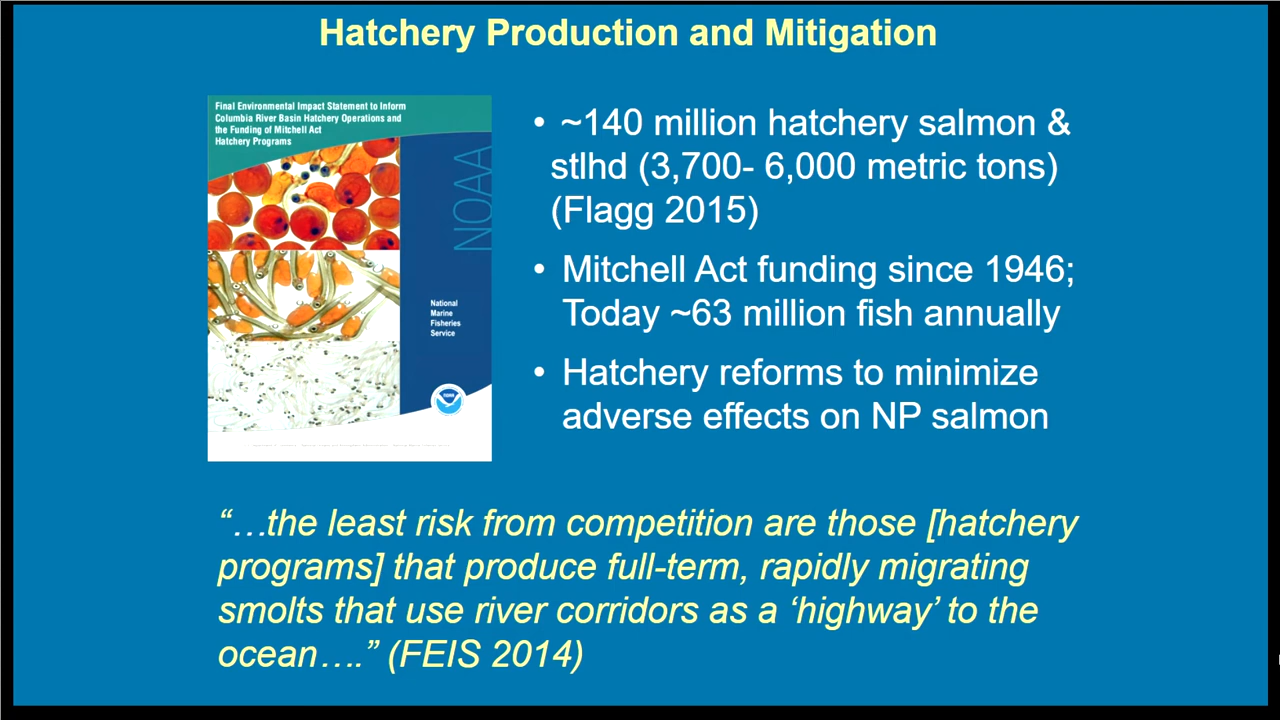 Hatchery Production and Mitigation
Final Environmental Impact Statement to Inform
Columbia River Basin Hatchery Operations and
the Funding of Mitchell Act
Hatchery Programs
NOAA
National
Marine
Fisheries
Service
• ~140 million hatchery salmon &
stlhd (3,700- 6,000 metric tons)
(Flagg 2015)
• Mitchell Act funding since 1946;
Today ~63 million fish annually
• Hatchery reforms to minimize
adverse effects on NP salmon
“…the least risk from competition are those [hatchery
programs] that produce full-term, rapidly migrating
smolts that use river corridors as a ‘highway’ to the
ocean….” (FEIS 2014)